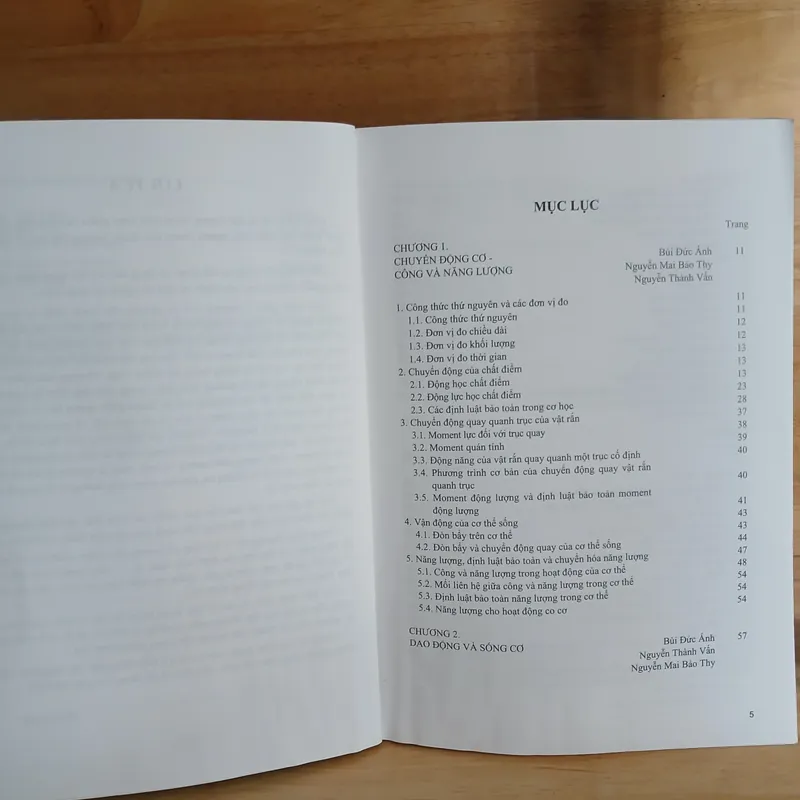 MỤC LỤC
Trang
CHƯƠNG 1. Bùi Đức Ánh 11
CHUYỂN ĐỘNG CƠ - Nguyễn Mai Bảo Thy
CÔNG VÀ NĂNG LƯỢNG Nguyễn Thành Vấn
1. Công thức thứ nguyên và các đơn vị đo 11
1.1. Công thức thứ nguyên 11
1.2. Đơn vị đo chiều dài 12
1.3. Đơn vị đo khối lượng 12
1.4. Đơn vị đo thời gian 13
2. Chuyển động của chất điểm 13
2.1. Động học chất điểm 13
2.2. Động lực học chất điểm 23
2.3. Các định luật bảo toàn trong cơ học 28
3. Chuyển động quay quanh trục của vật rắn 37
3.1. Moment lực đối với trục quay 38
3.2. Moment quán tính 39
3.3. Động năng của vật rắn quay quanh một trục cố định 40
3.4. Phương trình cơ bản của chuyển động quay vật rắn
quanh trục 40
3.5. Moment động lượng và định luật bảo toàn moment
động lượng 41
4. Vận động của cơ thể sống 43
4.1. Đòn bẩy trên cơ thể 43
4.2. Đòn bẩy và chuyển động quay của cơ thể sống 44
5. Năng lượng, định luật bảo toàn và chuyển hóa năng lượng 47
5.1. Công và năng lượng trong hoạt động của cơ thể 48
5.2. Mối liên hệ giữa công và năng lượng trong cơ thể 54
5.3. Định luật bảo toàn năng lượng trong cơ thể 54
5.4. Năng lượng cho hoạt động co cơ 54
CHƯƠNG 2. Bùi Đức Ánh 57
DAO ĐỘNG VÀ SÓNG CƠ Nguyễn Thành Vấn
Nguyễn Mai Bảo Thy
5